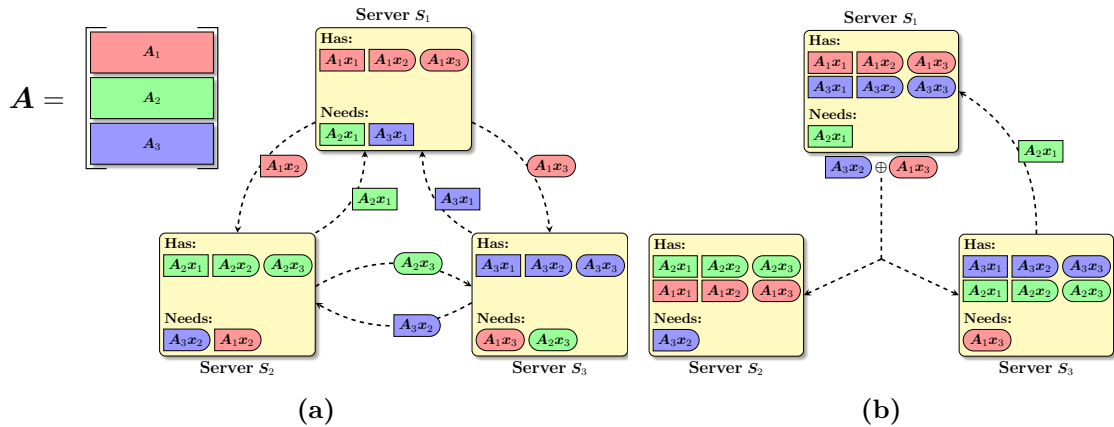 A =
A₁
A₂
A₃
Server S₁
Has:
A₁x₁ A₁x₂ A₁x₃
Needs:
A₂x₁ A₃x₁
A₁x₂
A₁x₃
A₂x₁
A₃x₁
Has:
A₂x₁ A₂x₂ A₂x₃
Needs:
A₃x₂ A₁x₂
Server S₂
A₂x₃
A₃x₂
Has:
A₃x₁ A₃x₂ A₃x₃
Needs:
A₁x₃ A₂x₃
Server S₃
(a)
Server S₁
Has:
A₁x₁ A₁x₂ A₁x₃
A₃x₁ A₃x₂ A₃x₃
Needs:
A₂x₁
A₃x₂ ⊕ A₁x₃
A₂x₁
Has:
A₂x₁ A₂x₂ A₂x₃
A₁x₁ A₁x₂ A₁x₃
Needs:
A₃x₂
Server S₂
Has:
A₃x₁ A₃x₂ A₃x₃
A₂x₁ A₂x₂ A₂x₃
Needs:
A₁x₃
Server S₃
(b)